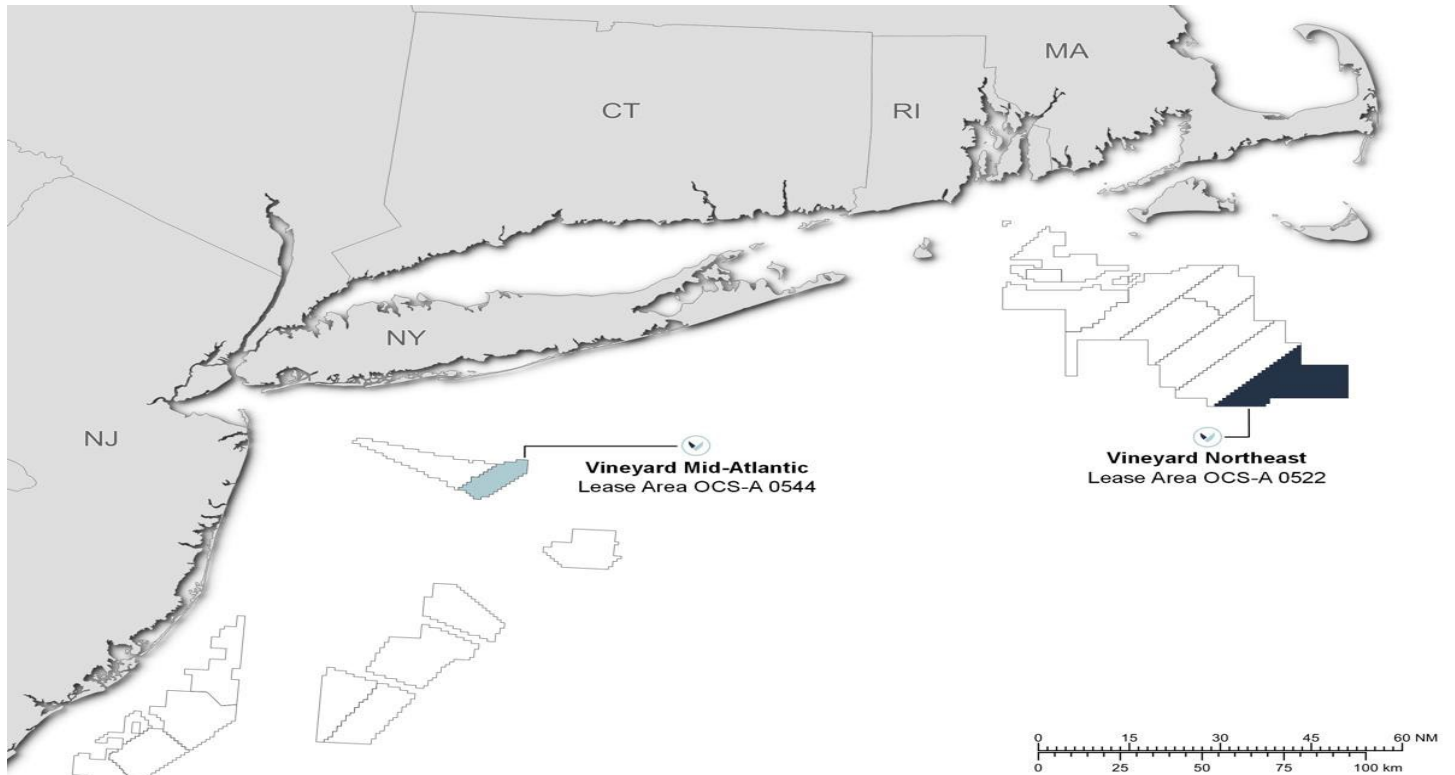 MA
CT
RI
NY
NJ
Vineyard Mid-Atlantic
Lease Area OCS-A 0544
Vineyard Northeast
Lease Area OCS-A 0522
0 15 30 45 60 NM
0 25 50 75 100 km